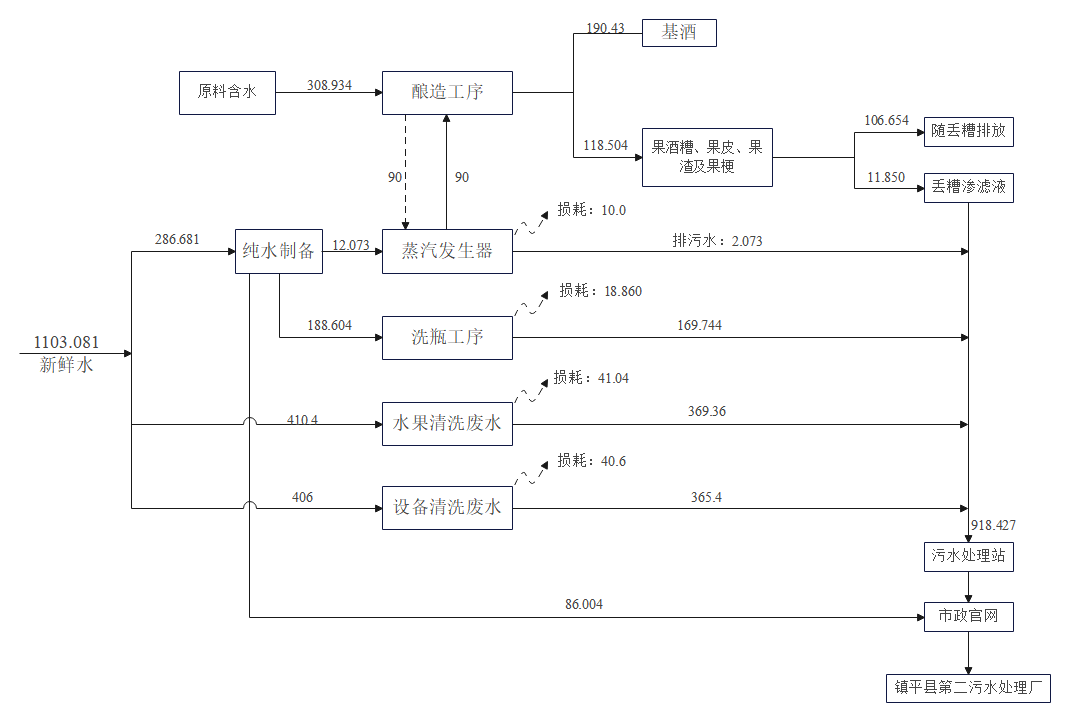 190.43
基酒
原料含水
308.934
酿造工序
118.504
果酒糟、果皮、果
渣及果梗
106.654
随丢糟排放
11.850
丢糟渗滤液
90
90
损耗：10.0
286.681
纯水制备
12.073
蒸汽发生器
排污水：2.073
损耗：18.860
188.604
洗瓶工序
169.744
1103.081
新鲜水
损耗：41.04
410.4
水果清洗废水
369.36
损耗：40.6
406
设备清洗废水
365.4
918.427
污水处理站
86.004
市政官网
镇平县第二污水处理厂